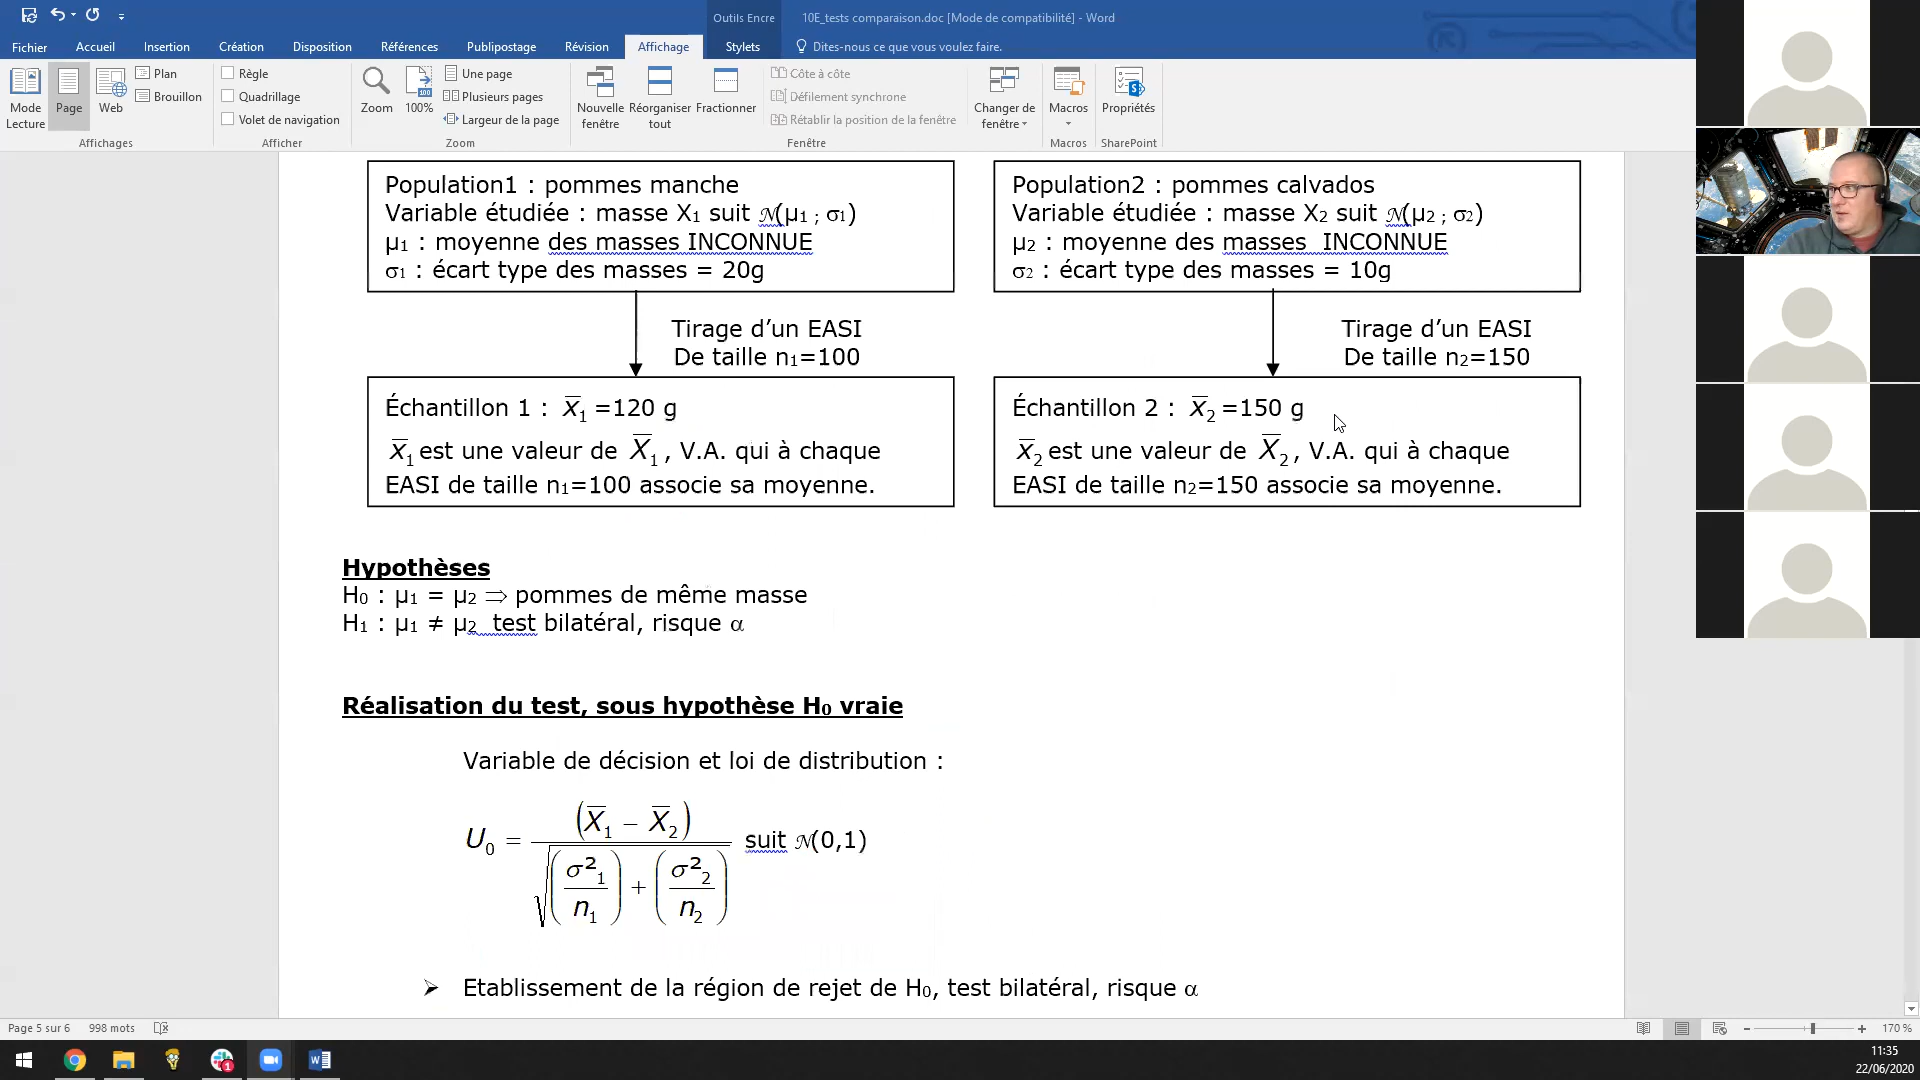 Outils Encre
10E_tests comparaison.doc [Mode de compatibilité] - Word
Fichier Accueil Insertion Création Disposition Références Publipostage Révision Affichage Stylets Dites-nous ce que vous voulez faire.
Mode Lecture
Page
Web
Plan
Brouillon
Affichages
Règle
Quadrillage
Volet de navigation
Afficher
Zoom
100%
Une page
Plusieurs pages
Largeur de la page
Zoom
Nouvelle fenêtre
Réorganiser tout
Fractionner
Côte à côte
Défilement synchrone
Rétablir la position de la fenêtre
Fenêtre
Changer de fenêtre
Macros
Macros
Propriétés
SharePoint
Population1 : pommes manche
Variable étudiée : masse X1 suit 𝒩(µ1 ; σ1)
µ1 : moyenne des masses INCONNUE
σ1 : écart type des masses = 20g
Population2 : pommes calvados
Variable étudiée : masse X2 suit 𝒩(µ2 ; σ2)
µ2 : moyenne des masses INCONNUE
σ2 : écart type des masses = 10g
Tirage d’un EASI
De taille n1=100
Tirage d’un EASI
De taille n2=150
Échantillon 1 : x̅1 =120 g
x̅1 est une valeur de X̅1 , V.A. qui à chaque
EASI de taille n1=100 associe sa moyenne.
Échantillon 2 : x̅2 =150 g
x̅2 est une valeur de X̅2, V.A. qui à chaque
EASI de taille n2=150 associe sa moyenne.
Hypothèses
H0 : µ1 = µ2 ⇒ pommes de même masse
H1 : µ1 ≠ µ2 test bilatéral, risque α
Réalisation du test, sous hypothèse H0 vraie
Variable de décision et loi de distribution :
U0 = (X̅1 − X̅2) / √((σ²1/n1) + (σ²2/n2)) suit 𝒩(0,1)
➢ Etablissement de la région de rejet de H0, test bilatéral, risque α
Page 5 sur 6 998 mots
170 %
1
11:35
22/06/2020